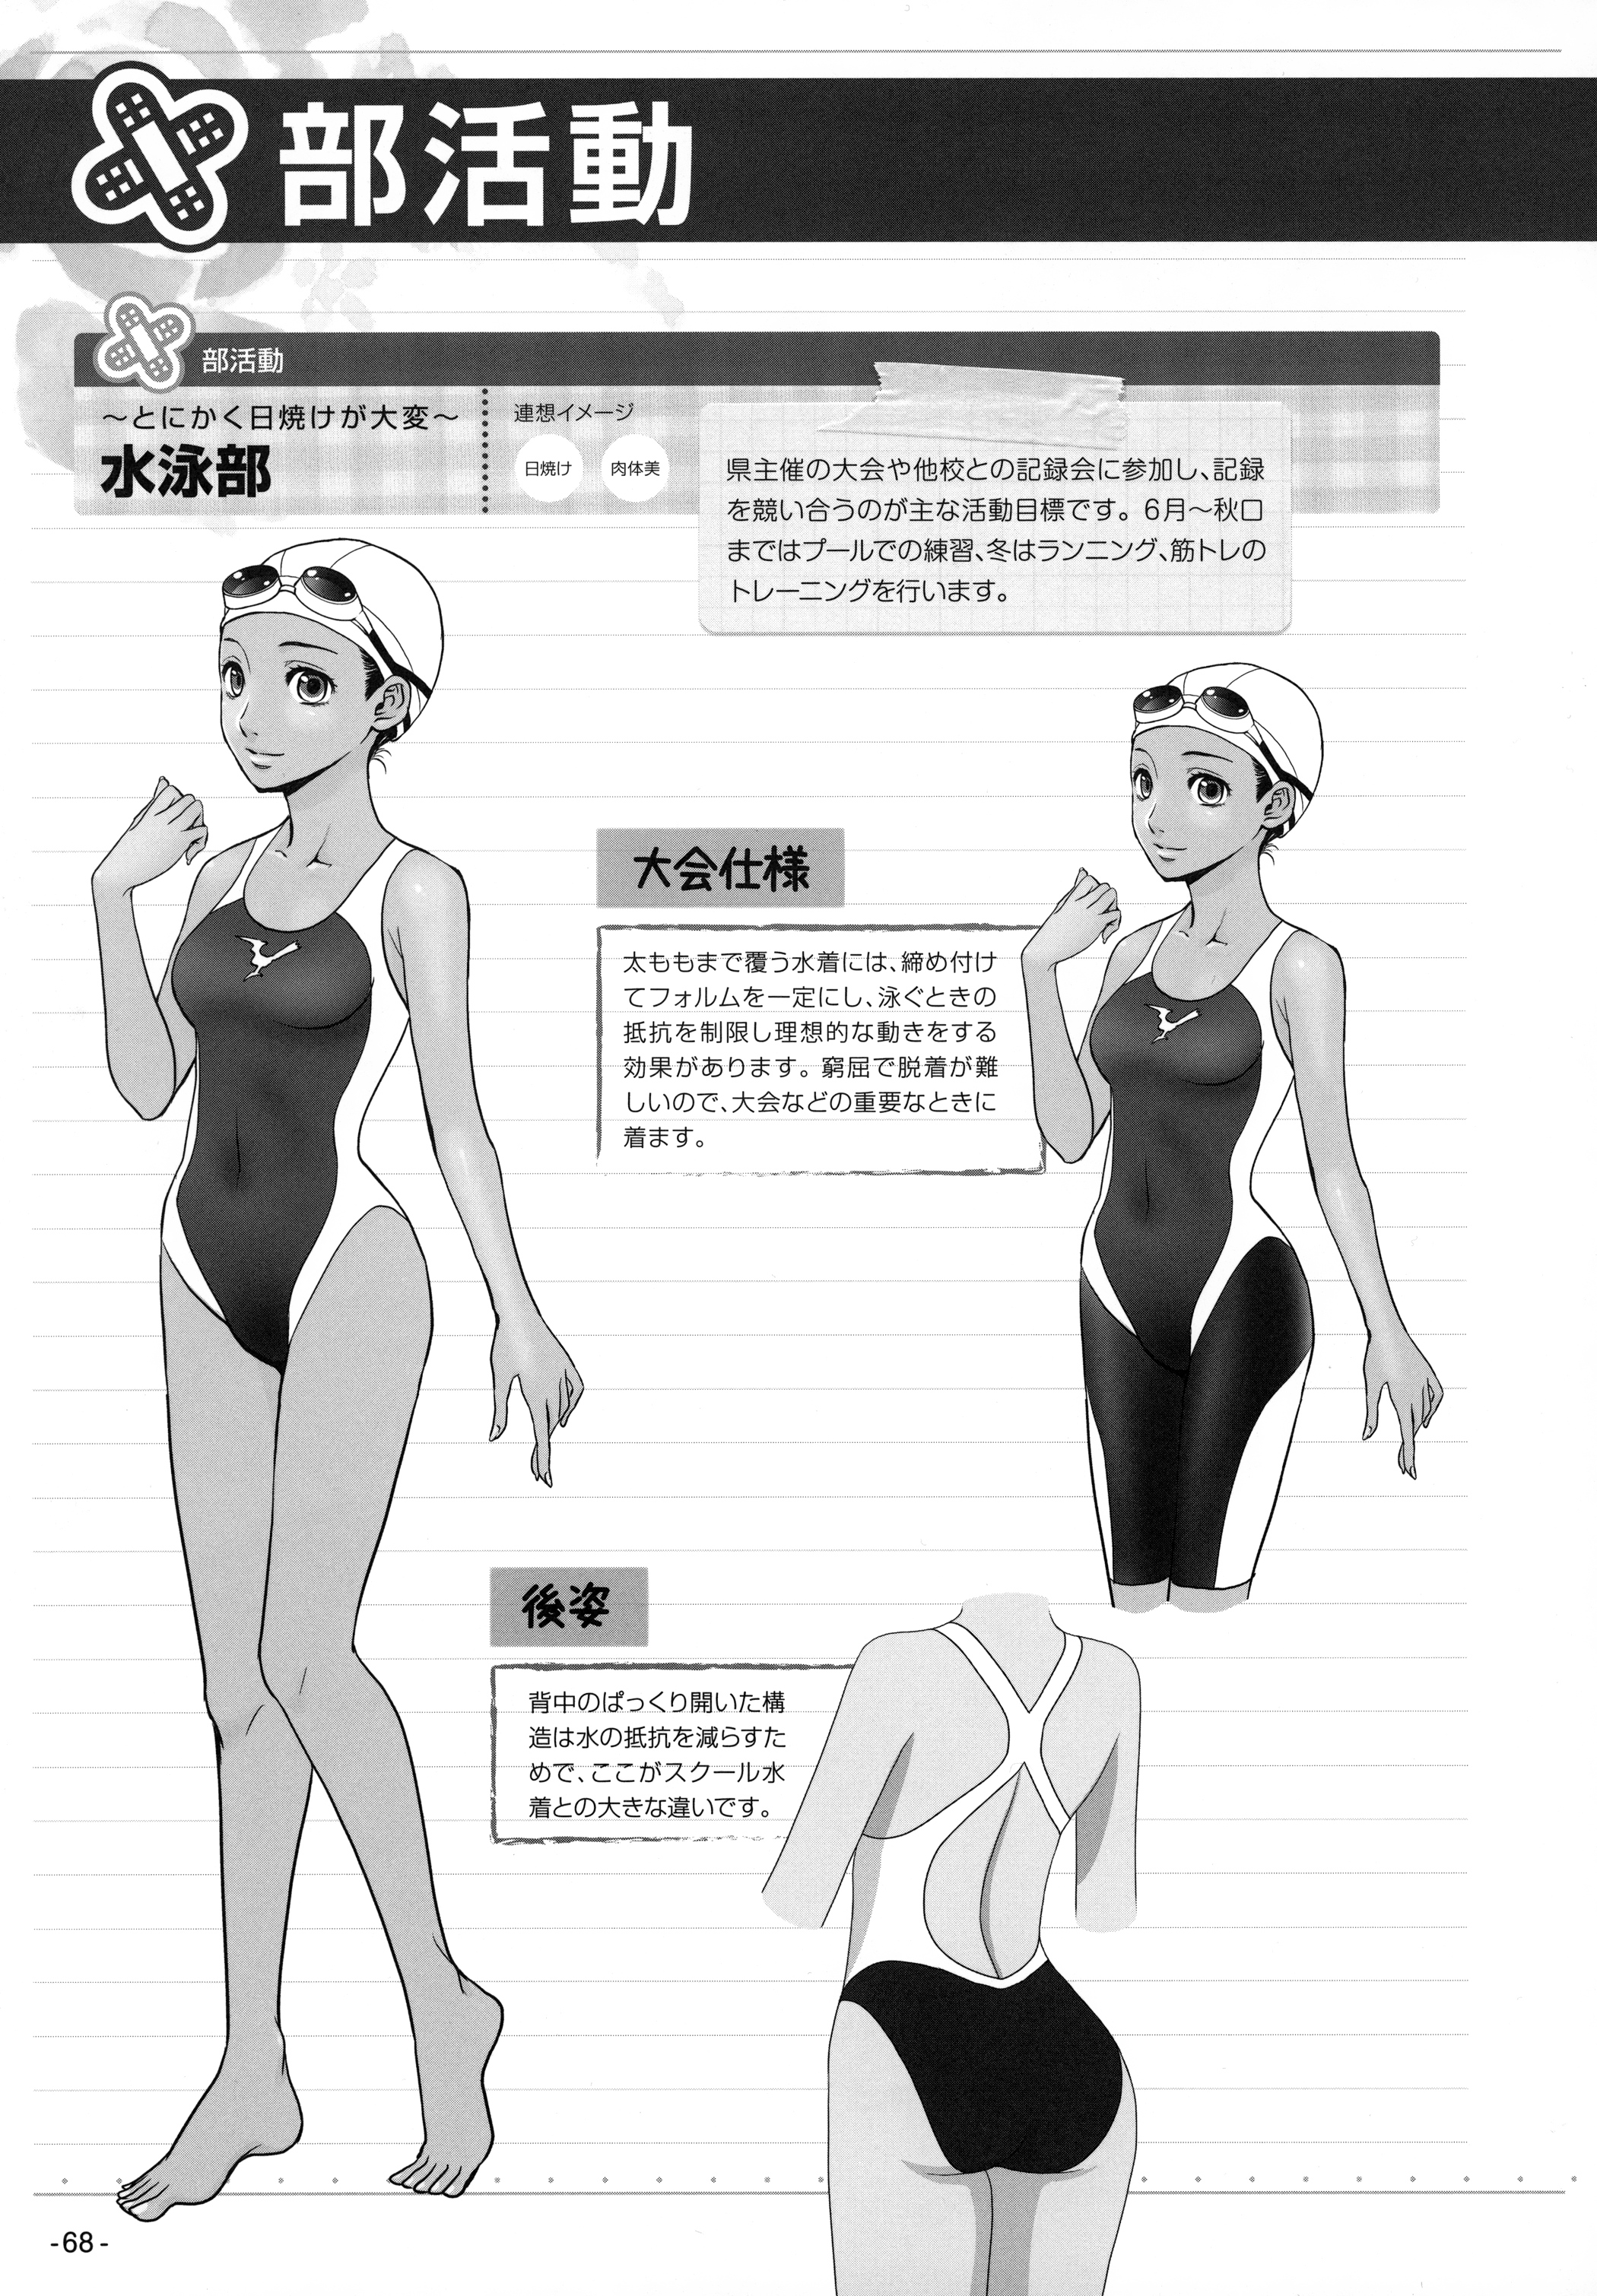 部活動
部活動
～とにかく日焼けが大変～
水泳部
連想イメージ
日焼け
肉体美
県主催の大会や他校との記録会に参加し、記録
を競い合うのが主な活動目標です。6月～秋口
まではプールでの練習、冬はランニング、筋トレの
トレーニングを行います。
大会仕様
太ももまで覆う水着には、締め付け
てフォルムを一定にし、泳ぐときの
抵抗を制限し理想的な動きをする
効果があります。窮屈で脱着が難
しいので、大会などの重要なときに
着ます。
後姿
背中のぱっくり開いた構
造は水の抵抗を減らすた
めで、ここがスクール水
着との大きな違いです。
-68-